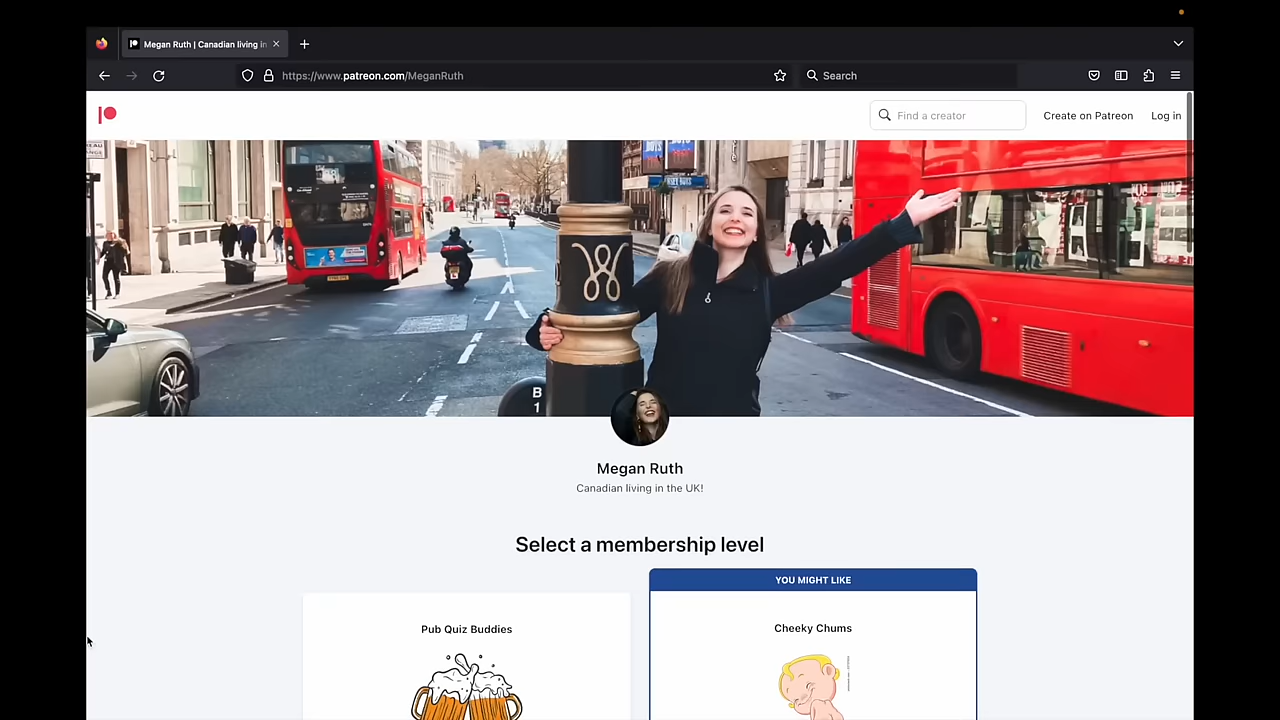 Megan Ruth | Canadian living in
https://www.patreon.com/MeganRuth
Search
Find a creator
Create on Patreon
Log in
B
1
Megan Ruth
Canadian living in the UK!
Select a membership level
YOU MIGHT LIKE
Pub Quiz Buddies
Cheeky Chums